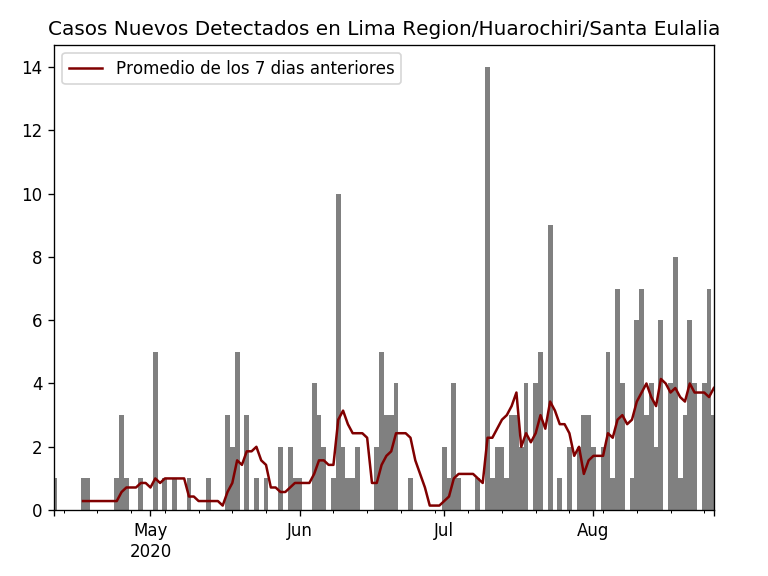 Casos Nuevos Detectados en Lima Region/Huarochiri/Santa Eulalia
Promedio de los 7 dias anteriores
14
12
10
8
6
4
2
0
May
2020
Jun
Jul
Aug